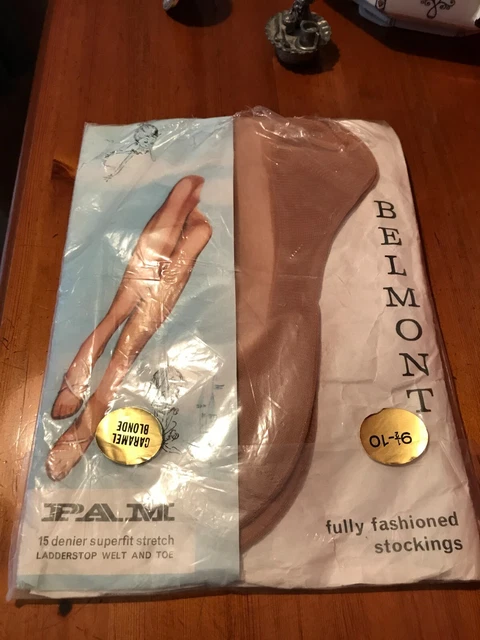 BELMONT
CARAMEL
BLONDE
9½-10
PAM
15 denier superfit stretch
LADDERSTOP WELT AND TOE
fully fashioned
stockings